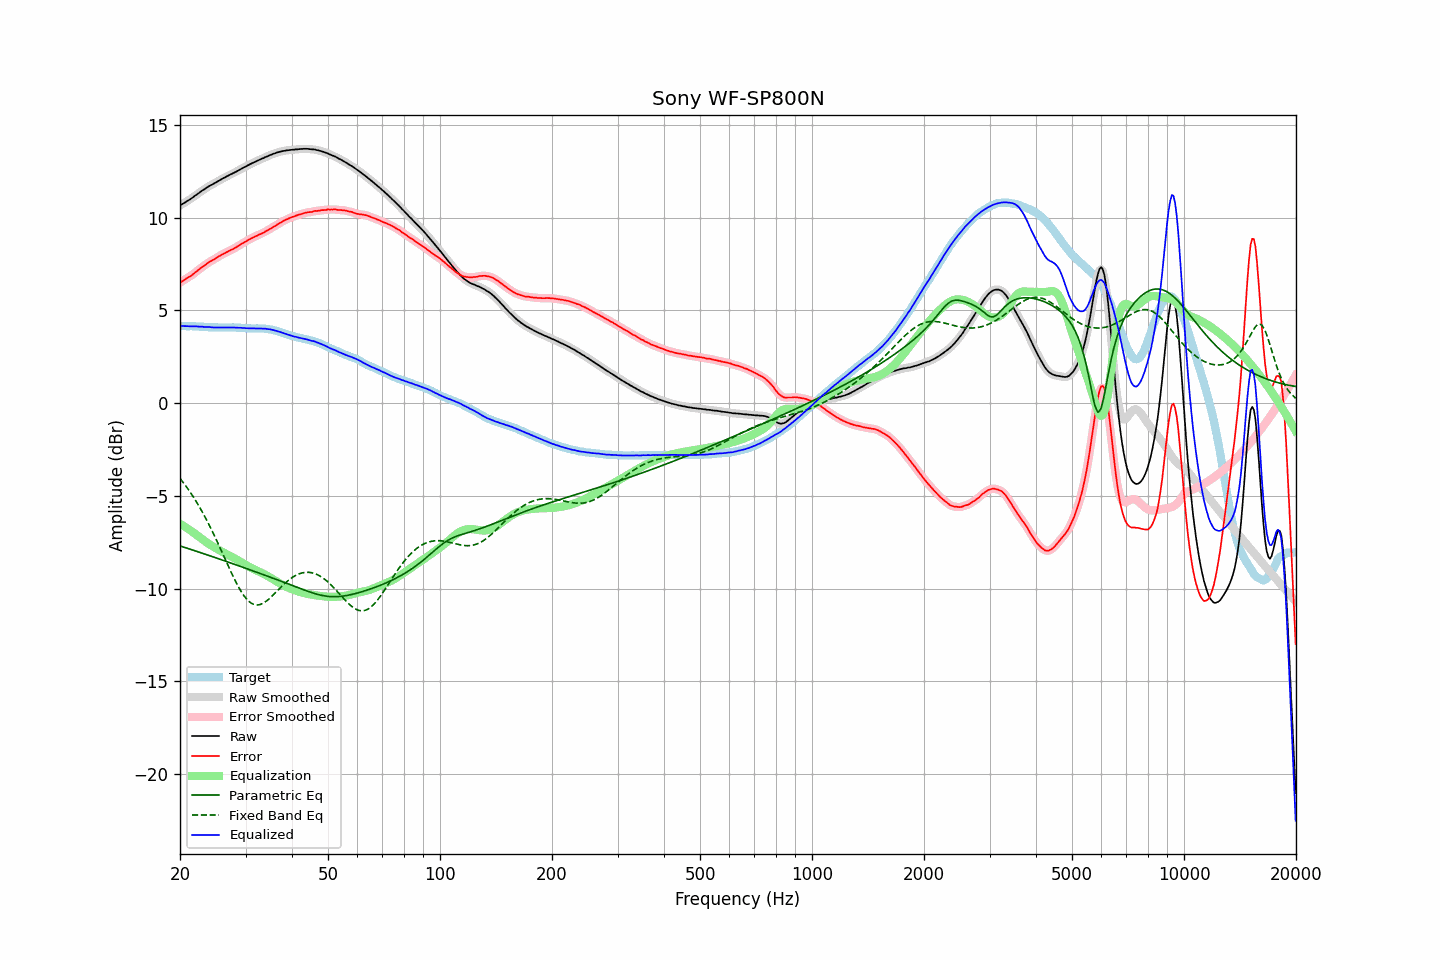 Sony WF-SP800N
Amplitude (dBr)
15
10
5
0
−5
−10
−15
−20
Target
Raw Smoothed
Error Smoothed
Raw
Error
Equalization
Parametric Eq
Fixed Band Eq
Equalized
20 50 100 200 500 1000 2000 5000 10000 20000
Frequency (Hz)